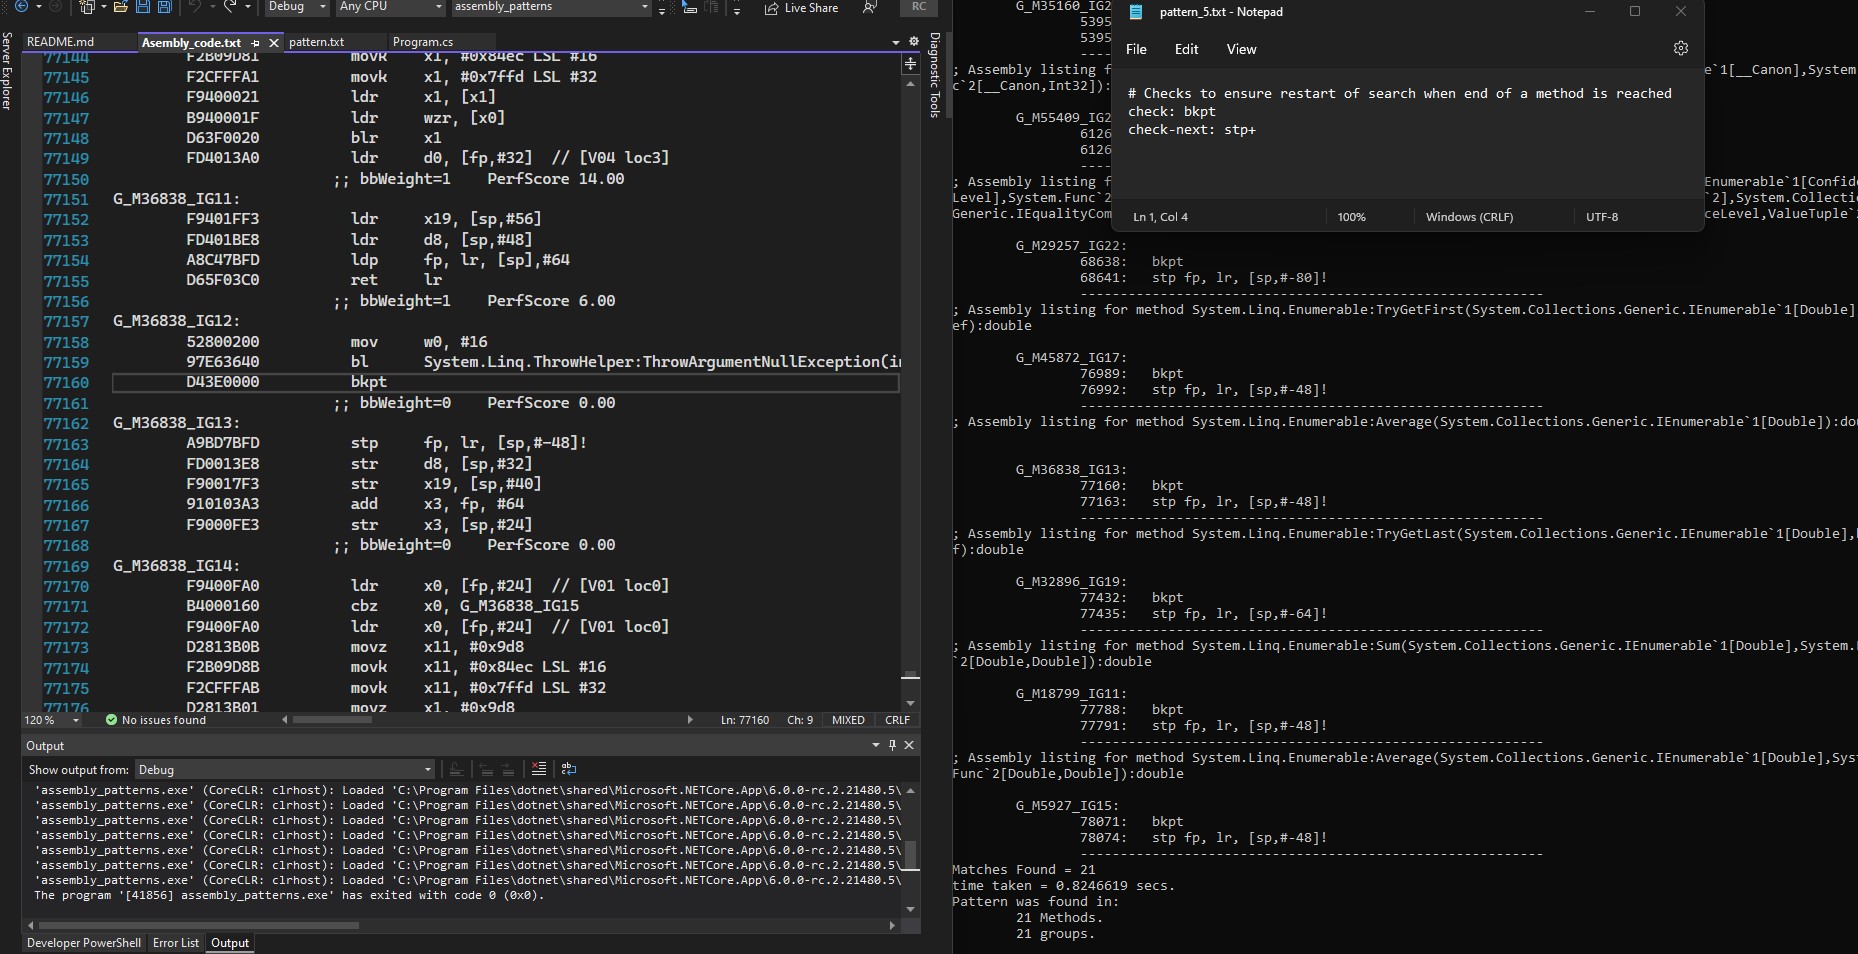 Debug
Any CPU
assembly_patterns
Live Share
RC
Server Explorer
README.md
Asembly_code.txt
pattern.txt
Program.cs
Diagnostic Tools
77144 F2B09D81 movk x1, #0x84ec LSL #16
77145 F2CFFFA1 movk x1, #0x7ffd LSL #32
77146 F9400021 ldr x1, [x1]
77147 B940001F ldr wzr, [x0]
77148 D63F0020 blr x1
77149 FD4013A0 ldr d0, [fp,#32] // [V04 loc3]
77150 ;; bbWeight=1 PerfScore 14.00
77151 G_M36838_IG11:
77152 F9401FF3 ldr x19, [sp,#56]
77153 FD401BE8 ldr d8, [sp,#48]
77154 A8C47BFD ldp fp, lr, [sp],#64
77155 D65F03C0 ret lr
77156 ;; bbWeight=1 PerfScore 6.00
77157 G_M36838_IG12:
77158 52800200 mov w0, #16
77159 97E63640 bl System.Linq.ThrowHelper:ThrowArgumentNullException(i
77160 D43E0000 bkpt
77161 ;; bbWeight=0 PerfScore 0.00
77162 G_M36838_IG13:
77163 A9BD7BFD stp fp, lr, [sp,#-48]!
77164 FD0013E8 str d8, [sp,#32]
77165 F90017F3 str x19, [sp,#40]
77166 910103A3 add x3, fp, #64
77167 F9000FE3 str x3, [sp,#24]
77168 ;; bbWeight=0 PerfScore 0.00
77169 G_M36838_IG14:
77170 F9400FA0 ldr x0, [fp,#24] // [V01 loc0]
77171 B4000160 cbz x0, G_M36838_IG15
77172 F9400FA0 ldr x0, [fp,#24] // [V01 loc0]
77173 D2813B0B movz x11, #0x9d8
77174 F2B09D8B movk x11, #0x84ec LSL #16
77175 F2CFFFAB movk x11, #0x7ffd LSL #32
77176 D2813B01 movz x1, #0x9d8
120 % No issues found Ln: 77160 Ch: 9 MIXED CRLF
Output
Show output from: Debug
'assembly_patterns.exe' (CoreCLR: clrhost): Loaded 'C:\Program Files\dotnet\shared\Microsoft.NETCore.App\6.0.0-rc.2.21480.5\
'assembly_patterns.exe' (CoreCLR: clrhost): Loaded 'C:\Program Files\dotnet\shared\Microsoft.NETCore.App\6.0.0-rc.2.21480.5\
'assembly_patterns.exe' (CoreCLR: clrhost): Loaded 'C:\Program Files\dotnet\shared\Microsoft.NETCore.App\6.0.0-rc.2.21480.5\
'assembly_patterns.exe' (CoreCLR: clrhost): Loaded 'C:\Program Files\dotnet\shared\Microsoft.NETCore.App\6.0.0-rc.2.21480.5\
'assembly_patterns.exe' (CoreCLR: clrhost): Loaded 'C:\Program Files\dotnet\shared\Microsoft.NETCore.App\6.0.0-rc.2.21480.5\
'assembly_patterns.exe' (CoreCLR: clrhost): Loaded 'C:\Program Files\dotnet\shared\Microsoft.NETCore.App\6.0.0-rc.2.21480.5\
'assembly_patterns.exe' (CoreCLR: clrhost): Loaded 'C:\Program Files\dotnet\shared\Microsoft.NETCore.App\6.0.0-rc.2.21480.5\
The program '[41856] assembly_patterns.exe' has exited with code 0 (0x0).
Developer PowerShell Error List Output
pattern_5.txt - Notepad
File Edit View
# Checks to ensure restart of search when end of a method is reached
check: bkpt
check-next: stp+
Ln 1, Col 4 100% Windows (CRLF) UTF-8
G_M35160_IG2
5395
5395
----
; Assembly listing f e`1[__Canon],System
c`2[__Canon,Int32]):
G_M55409_IG2
6126
6126
----
; Assembly listing f Enumerable`1[Confid
Level],System.Func`2 `2],System.Collecti
Generic.IEqualityCom ceLevel,ValueTuple`
G_M29257_IG22:
68638: bkpt
68641: stp fp, lr, [sp,#-80]!
----------------------------------------------------------
; Assembly listing for method System.Linq.Enumerable:TryGetFirst(System.Collections.Generic.IEnumerable`1[Double]
ef):double
G_M45872_IG17:
76989: bkpt
76992: stp fp, lr, [sp,#-48]!
----------------------------------------------------------
; Assembly listing for method System.Linq.Enumerable:Average(System.Collections.Generic.IEnumerable`1[Double]):dou
G_M36838_IG13:
77160: bkpt
77163: stp fp, lr, [sp,#-48]!
----------------------------------------------------------
; Assembly listing for method System.Linq.Enumerable:TryGetLast(System.Collections.Generic.IEnumerable`1[Double],
f):double
G_M32896_IG19:
77432: bkpt
77435: stp fp, lr, [sp,#-64]!
----------------------------------------------------------
; Assembly listing for method System.Linq.Enumerable:Sum(System.Collections.Generic.IEnumerable`1[Double],System.
`2[Double,Double]):double
G_M18799_IG11:
77788: bkpt
77791: stp fp, lr, [sp,#-48]!
----------------------------------------------------------
; Assembly listing for method System.Linq.Enumerable:Average(System.Collections.Generic.IEnumerable`1[Double],Sys
Func`2[Double,Double]):double
G_M5927_IG15:
78071: bkpt
78074: stp fp, lr, [sp,#-48]!
----------------------------------------------------------
Matches Found = 21
time taken = 0.8246619 secs.
Pattern was found in:
21 Methods.
21 groups.